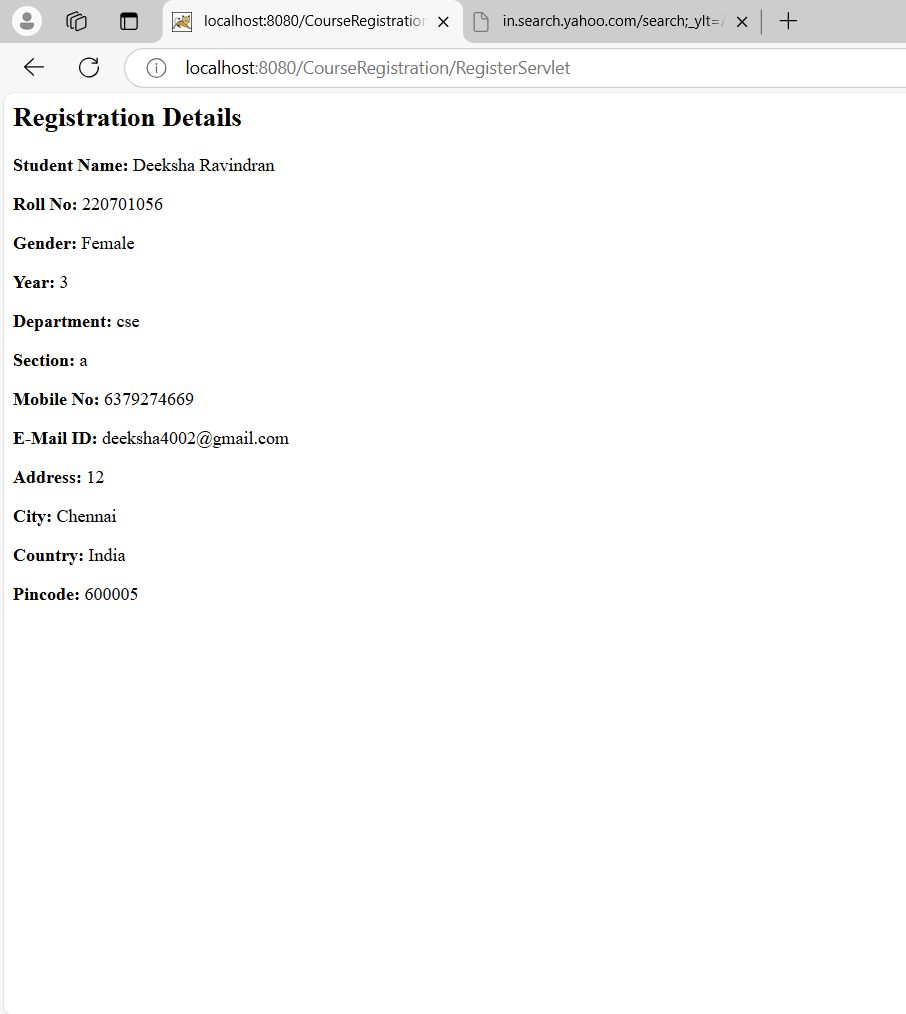 localhost:8080/CourseRegistration
in.search.yahoo.com/search;_ylt=
localhost:8080/CourseRegistration/RegisterServlet
Registration Details
Student Name: Deeksha Ravindran
Roll No: 220701056
Gender: Female
Year: 3
Department: cse
Section: a
Mobile No: 6379274669
E-Mail ID: deeksha4002@gmail.com
Address: 12
City: Chennai
Country: India
Pincode: 600005